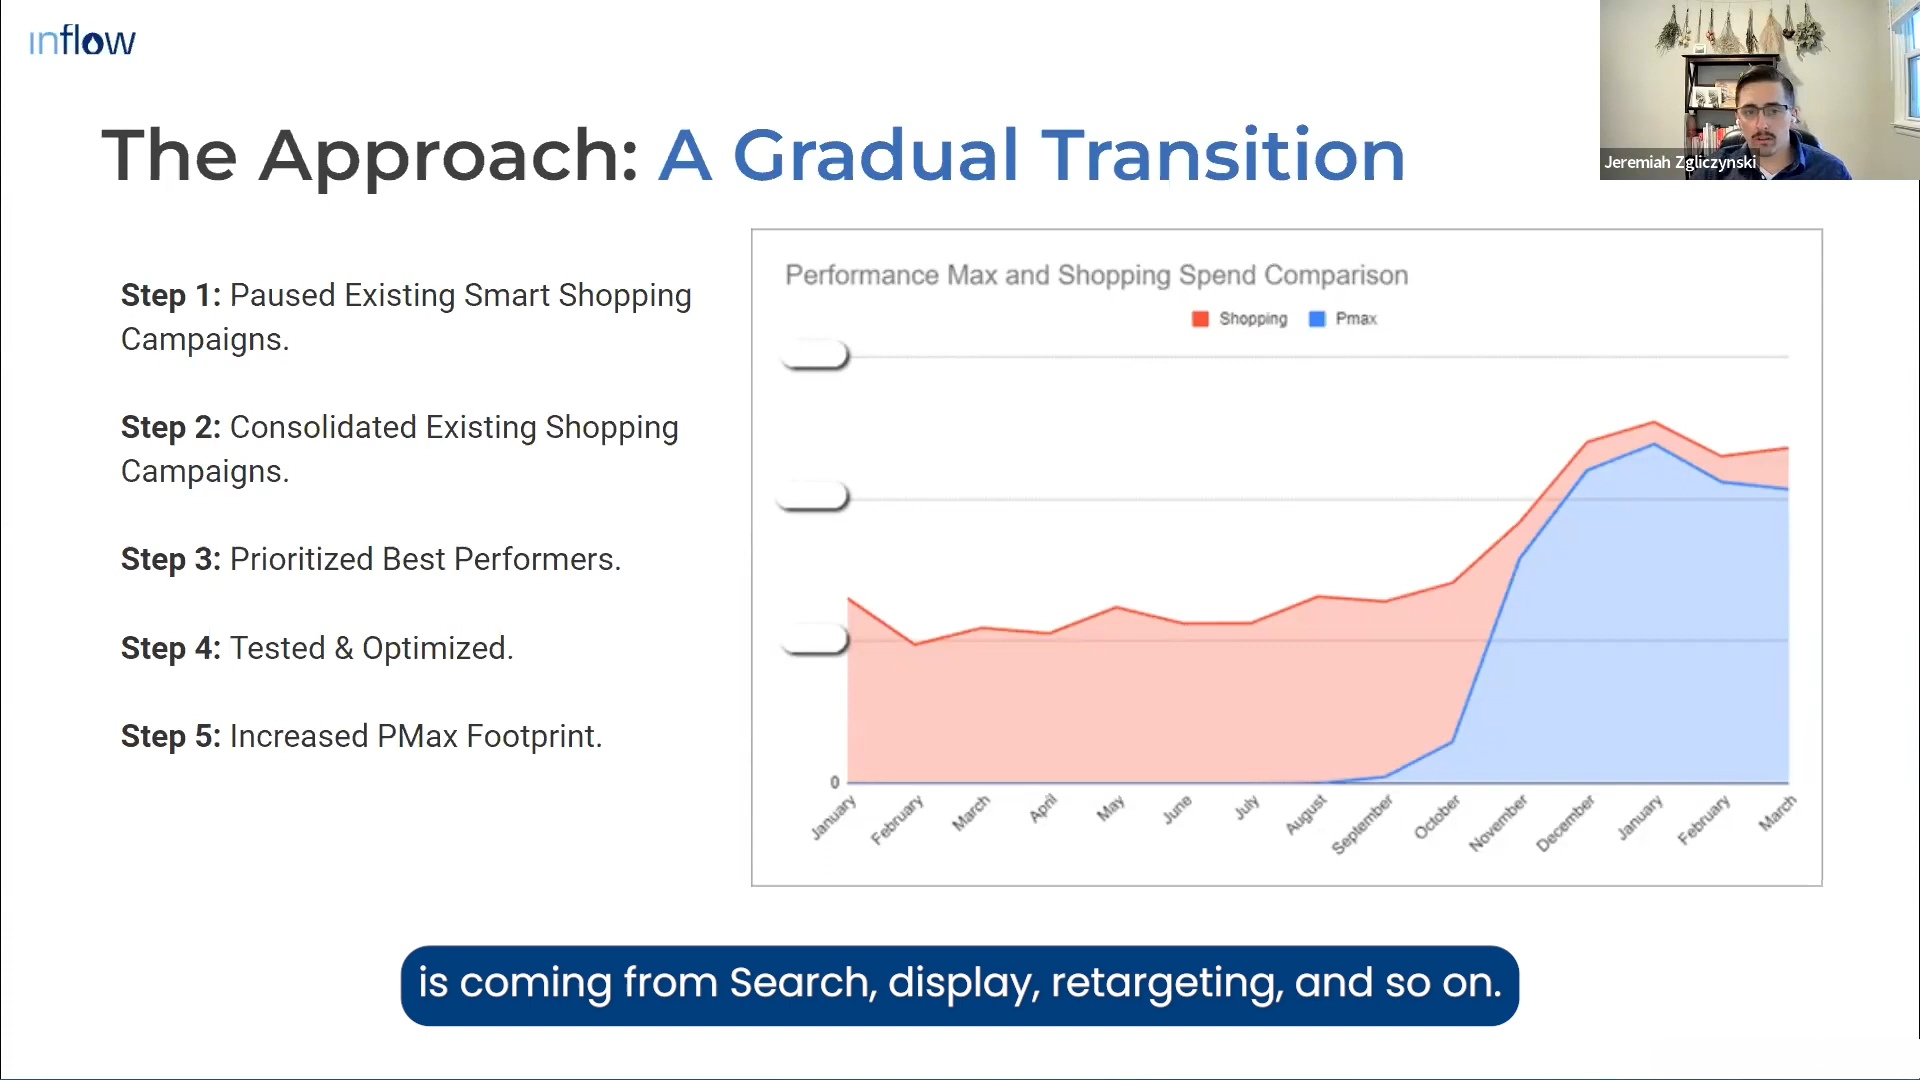 inflow
Jeremiah Zgliczynski
The Approach: A Gradual Transition
Step 1: Paused Existing Smart Shopping
Campaigns.
Step 2: Consolidated Existing Shopping
Campaigns.
Step 3: Prioritized Best Performers.
Step 4: Tested & Optimized.
Step 5: Increased PMax Footprint.
Performance Max and Shopping Spend Comparison
Shopping Pmax
0
January February March April May June July August September October November December January February March
is coming from Search, display, retargeting, and so on.